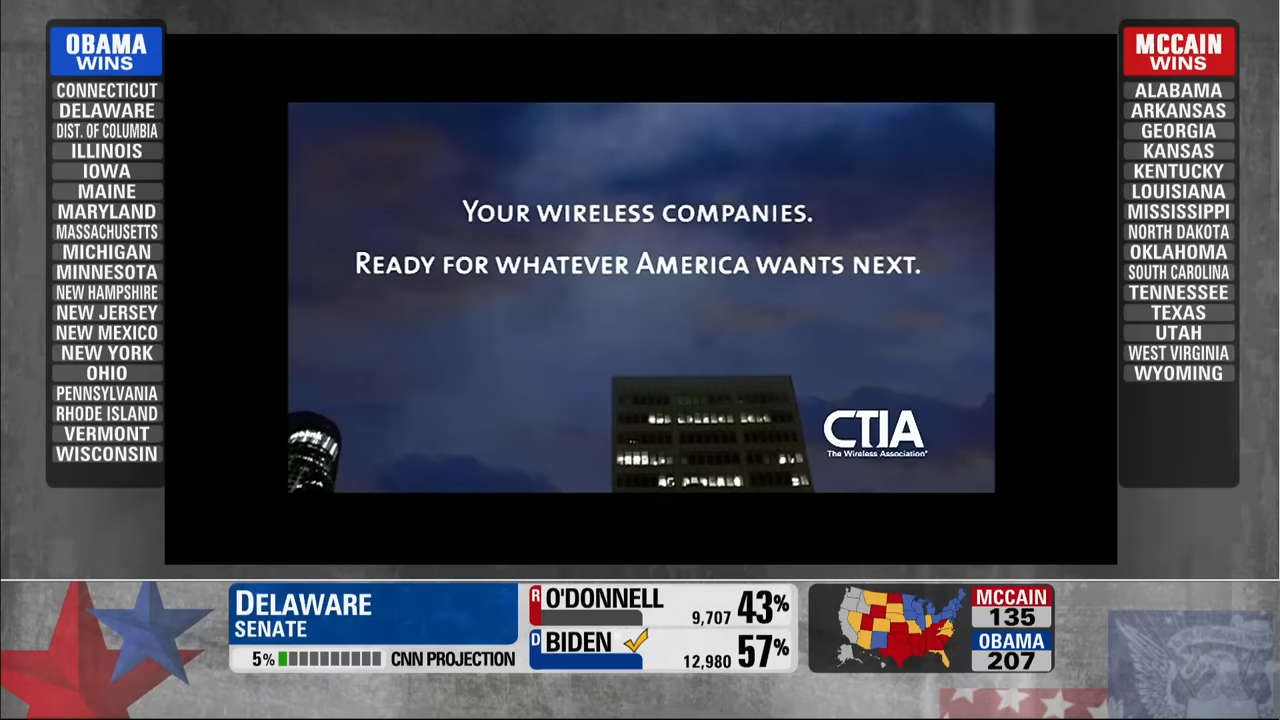 OBAMA
WINS
CONNECTICUT
DELAWARE
DIST. OF COLUMBIA
ILLINOIS
IOWA
MAINE
MARYLAND
MASSACHUSETTS
MICHIGAN
MINNESOTA
NEW HAMPSHIRE
NEW JERSEY
NEW MEXICO
NEW YORK
OHIO
PENNSYLVANIA
RHODE ISLAND
VERMONT
WISCONSIN
YOUR WIRELESS COMPANIES.
READY FOR WHATEVER AMERICA WANTS NEXT.
CTIA
The Wireless Association®
MCCAIN
WINS
ALABAMA
ARKANSAS
GEORGIA
KANSAS
KENTUCKY
LOUISIANA
MISSISSIPPI
NORTH DAKOTA
OKLAHOMA
SOUTH CAROLINA
TENNESSEE
TEXAS
UTAH
WEST VIRGINIA
WYOMING
DELAWARE
SENATE
5% CNN PROJECTION
R O'DONNELL 9,707 43%
D BIDEN 12,980 57%
MCCAIN
135
OBAMA
207